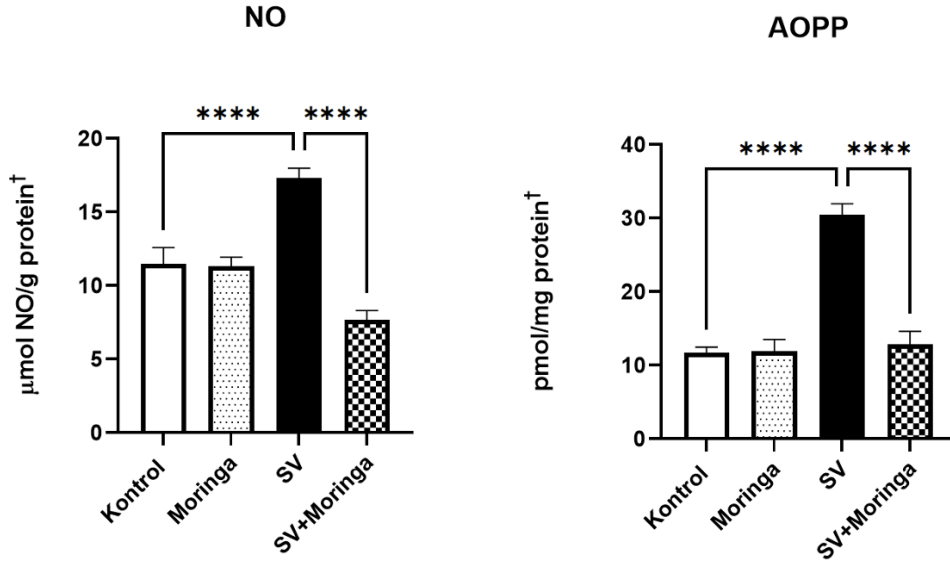 NO
****
****
20
15
10
5
0
μmol NO/g protein†
Kontrol
Moringa
SV
SV+Moringa
AOPP
****
****
40
30
20
10
0
pmol/mg protein†
Kontrol
Moringa
SV
SV+Moringa